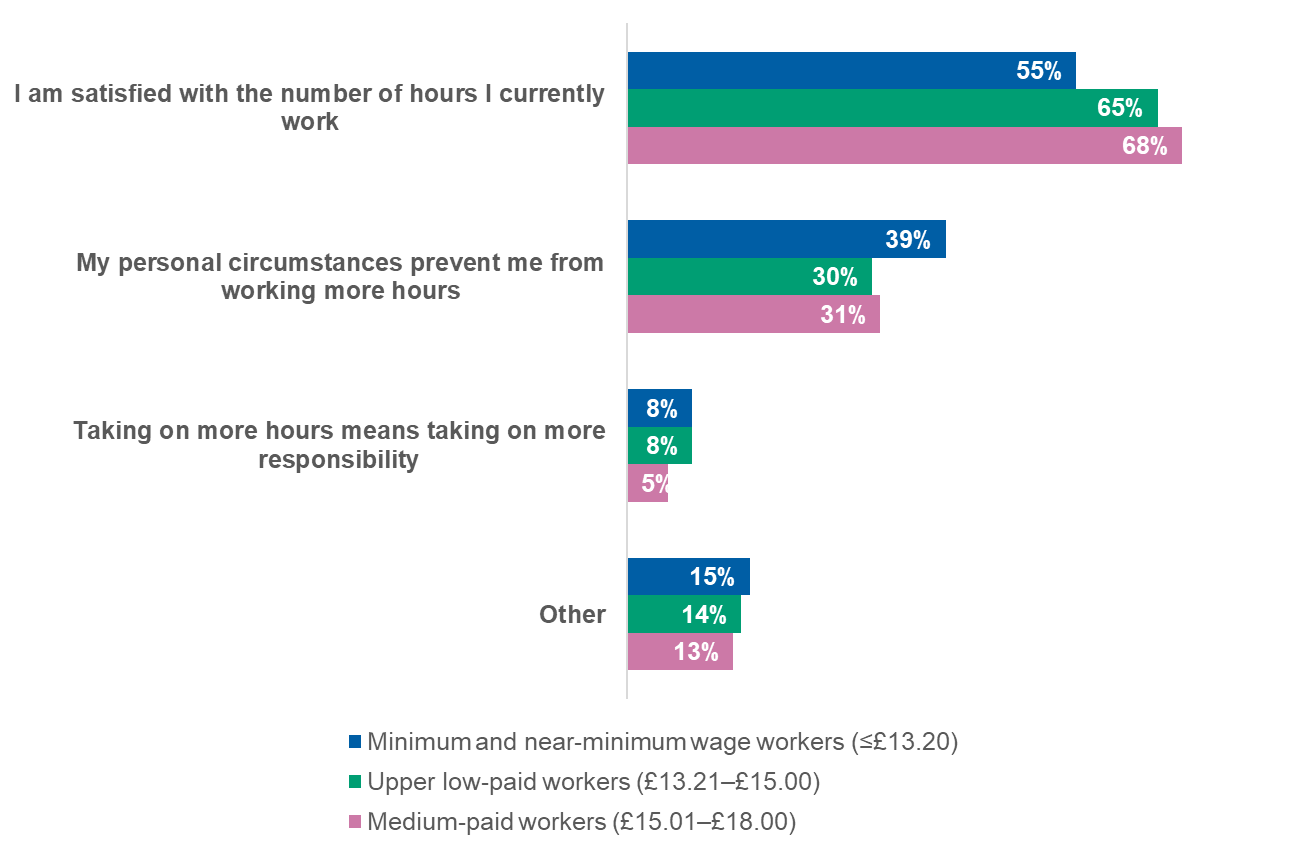 I am satisfied with the number of hours I currently
work
55%
65%
68%
My personal circumstances prevent me from
working more hours
39%
30%
31%
Taking on more hours means taking on more
responsibility
8%
8%
5%
Other
15%
14%
13%
Minimum and near-minimum wage workers (≤£13.20)
Upper low-paid workers (£13.21–£15.00)
Medium-paid workers (£15.01–£18.00)